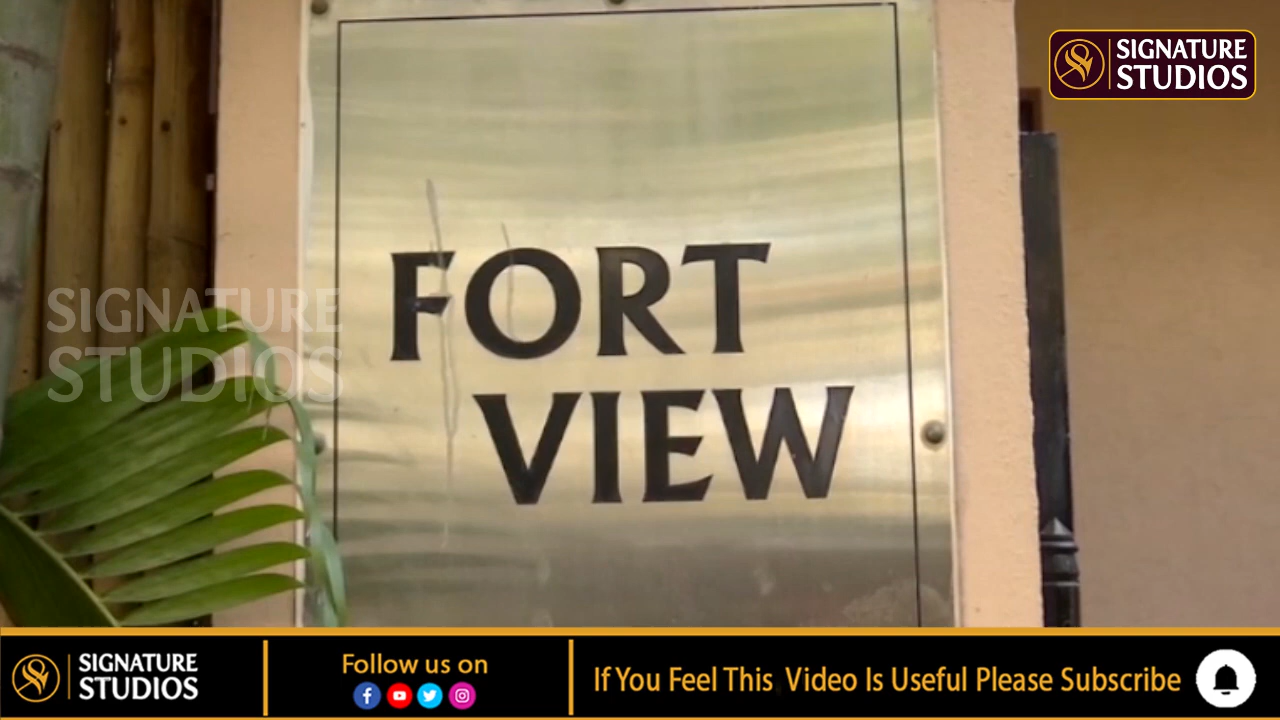 SIGNATURE
STUDIOS
FORT
VIEW
SIGNATURE
STUDIOS
SIGNATURE
STUDIOS
Follow us on
If You Feel This Video Is Useful Please Subscribe